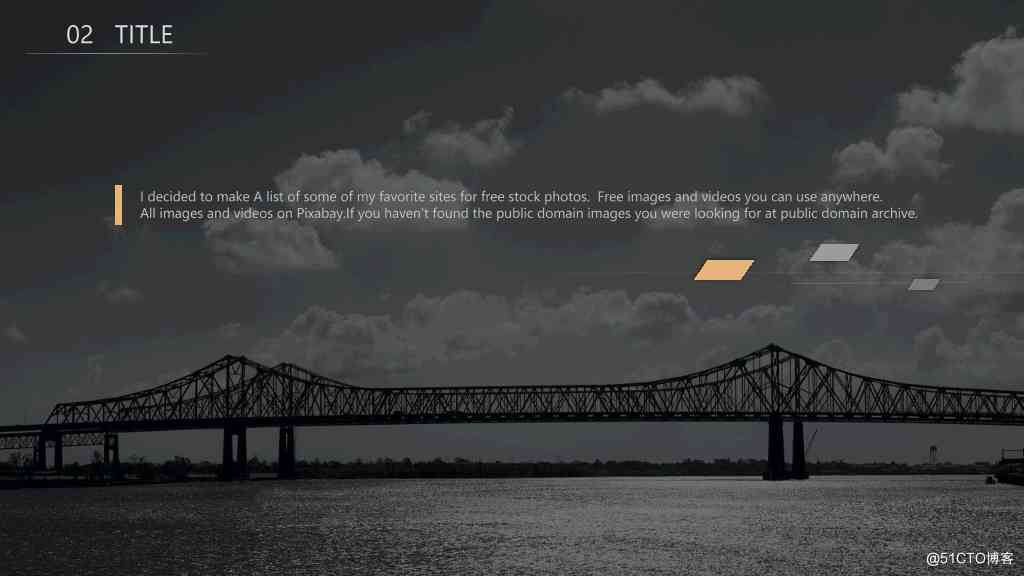 02 TITLE
I decided to make A list of some of my favorite sites for free stock photos.  Free images and videos you can use anywhere.
All images and videos on Pixabay.If you haven't found the public domain images you were looking for at public domain archive.
@51CTO博客